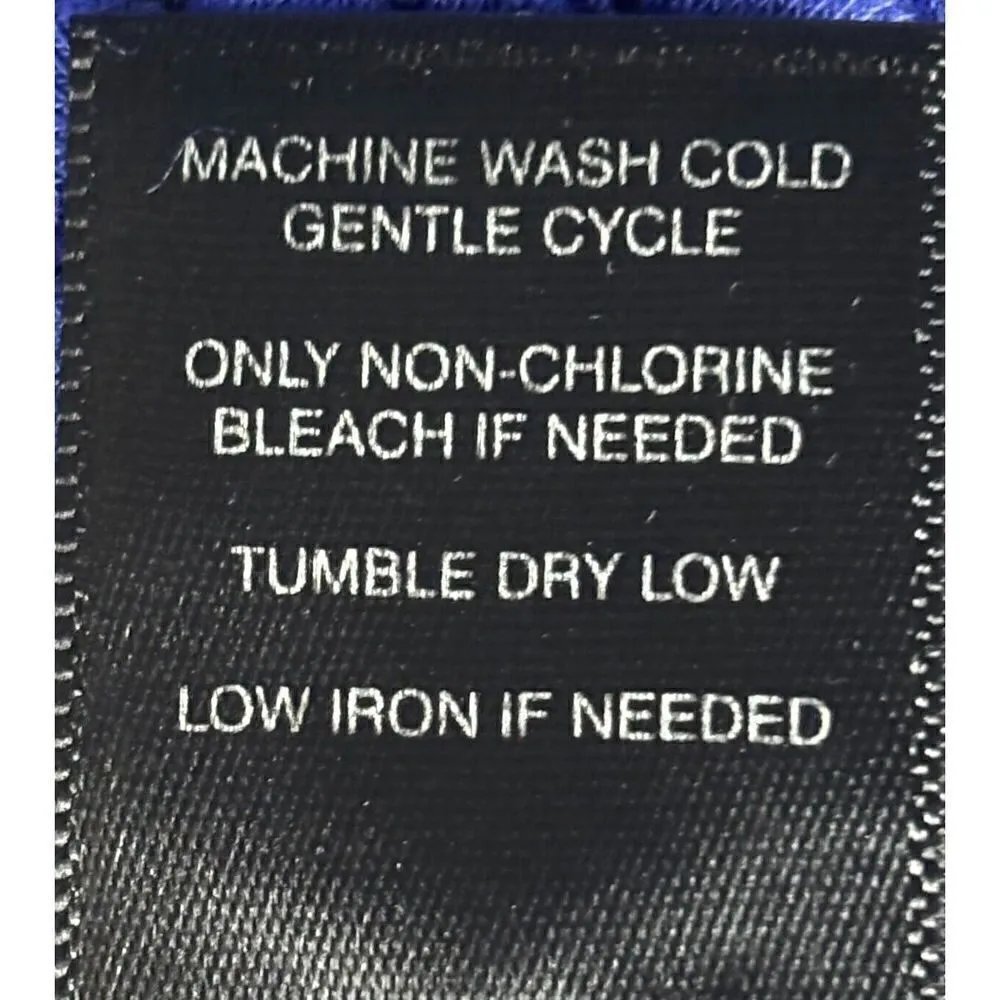 MACHINE WASH COLD
GENTLE CYCLE
ONLY NON-CHLORINE
BLEACH IF NEEDED
TUMBLE DRY LOW
LOW IRON IF NEEDED